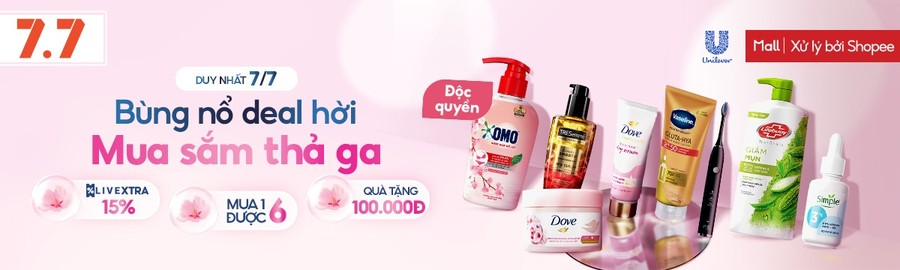 7.7
DUY NHẤT 7/7
Bùng nổ deal hời
Mua sắm thả ga
LIVEXTRA
15%
MUA 1
ĐƯỢC 6
QUÀ TẶNG
100.000Đ
Độc
quyền
Unilever
Mall | Xử lý bởi Shopee
OMO
TRESemmé
Dove
Vaseline
GLUTA-HYA
Lifebuoy
GIẢM
MỤN
Simple
3
Dove